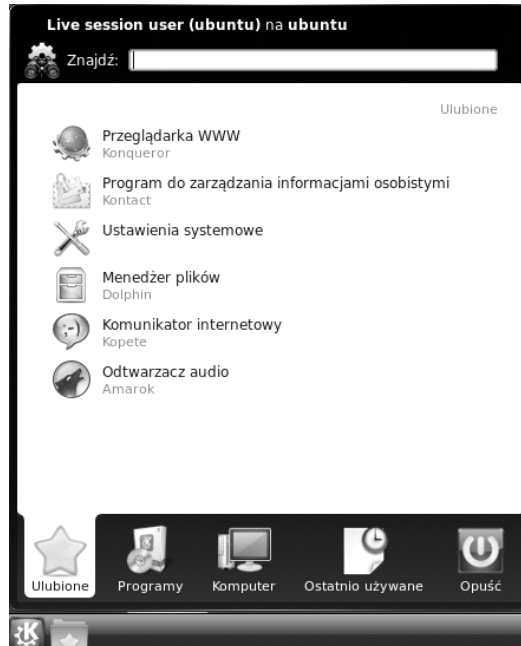 Live session user (ubuntu) na ubuntu
Znajdź:
Ulubione
Przeglądarka WWW
Konqueror
Program do zarządzania informacjami osobistymi
Kontact
Ustawienia systemowe
Menedżer plików
Dolphin
Komunikator internetowy
Kopete
Odtwarzacz audio
Amarok
Ulubione Programy Komputer Ostatnio używane Opuść